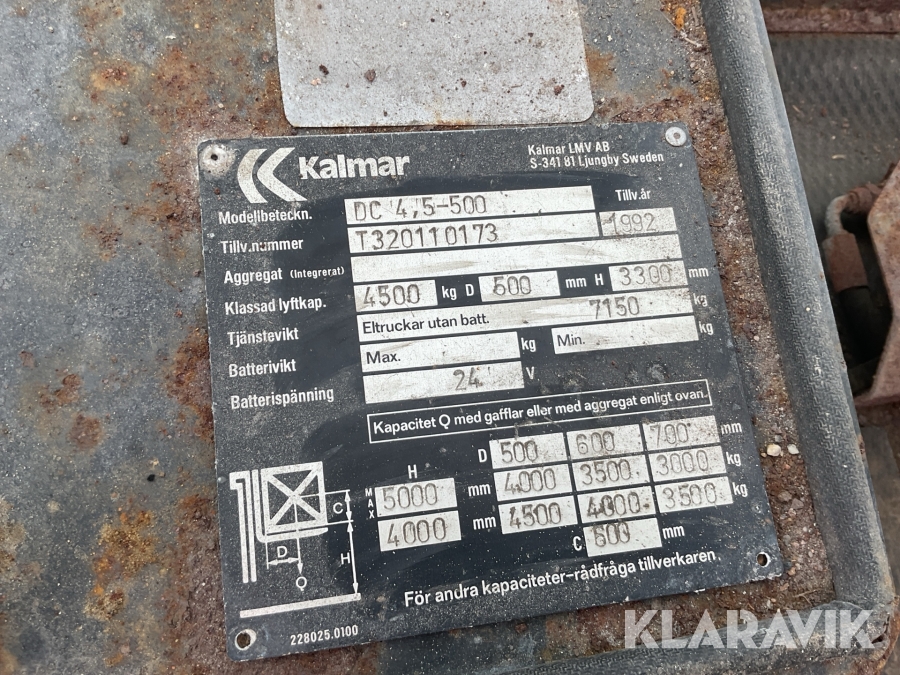 Kalmar
Kalmar LMV AB
S-341 81 Ljungby Sweden
Modellbeteckn. DC 4,5-500 Tillv.år
Tillv.nummer T320110173 1992
Aggregat (Integrerat)
Klassad lyftkap. 4500 kg D 600 mm H 3300 mm
Tjänstevikt Eltruckar utan batt. 7150 kg
Batterivikt Max. kg Min. kg
Batterispänning 24 V
Kapacitet Q med gafflar eller med aggregat enligt ovan.
D 500 600 700 mm
H
MAX 5000 mm 4000 3500 3000 kg
4000 mm 4500 4000 3500
C 600 mm
C
D
H
Q
För andra kapaciteter-rådfråga tillverkaren.
228025.0100
KLARAVIK